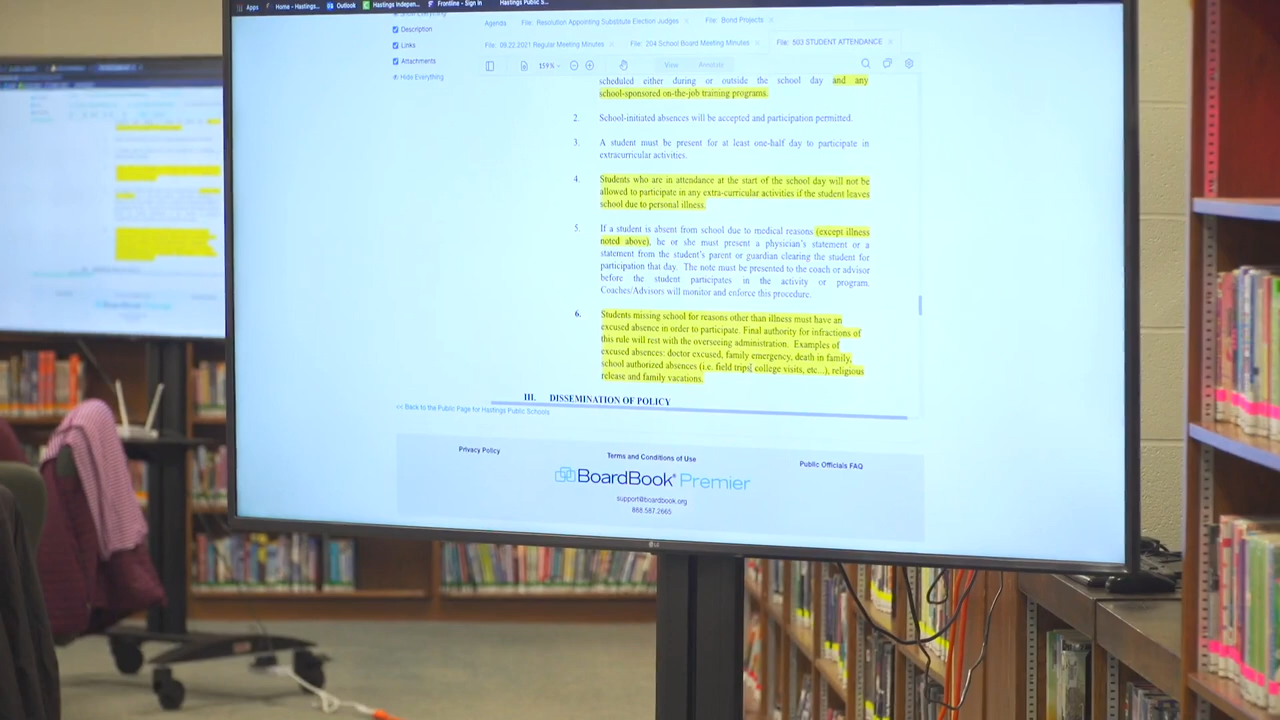 Apps
Home - Hastings...
Outlook
Hastings Indepen...
Frontline - Sign In
Hastings Public S...
Show Everything
Description
Links
Attachments
Hide Everything
Agenda
File: Resolution Appointing Substitute Election Judges
File: Bond Projects
File: 09.22.2021 Regular Meeting Minutes
File: 204 School Board Meeting Minutes
File: 503 STUDENT ATTENDANCE
159%
View
Annotate
scheduled either during or outside the school day and any
school-sponsored on-the-job training programs.
2. School-initiated absences will be accepted and participation permitted.
3. A student must be present for at least one-half day to participate in
extracurricular activities.
4. Students who are in attendance at the start of the school day will not be
allowed to participate in any extra-curricular activities if the student leaves
school due to personal illness.
5. If a student is absent from school due to medical reasons (except illness
noted above), he or she must present a physician's statement or a
statement from the student's parent or guardian clearing the student for
participation that day. The note must be presented to the coach or advisor
before the student participates in the activity or program.
Coaches/Advisors will monitor and enforce this procedure.
6. Students missing school for reasons other than illness must have an
excused absence in order to participate. Final authority for infractions of
this rule will rest with the overseeing administration. Examples of
excused absences: doctor excused, family emergency, death in family,
school authorized absences (i.e. field trips, college visits, etc...), religious
release and family vacations.
III. DISSEMINATION OF POLICY
<< Back to the Public Page for Hastings Public Schools
Privacy Policy
Terms and Conditions of Use
Public Officials FAQ
BoardBook Premier
support@boardbook.org
888.587.2665
LG
BoardBook